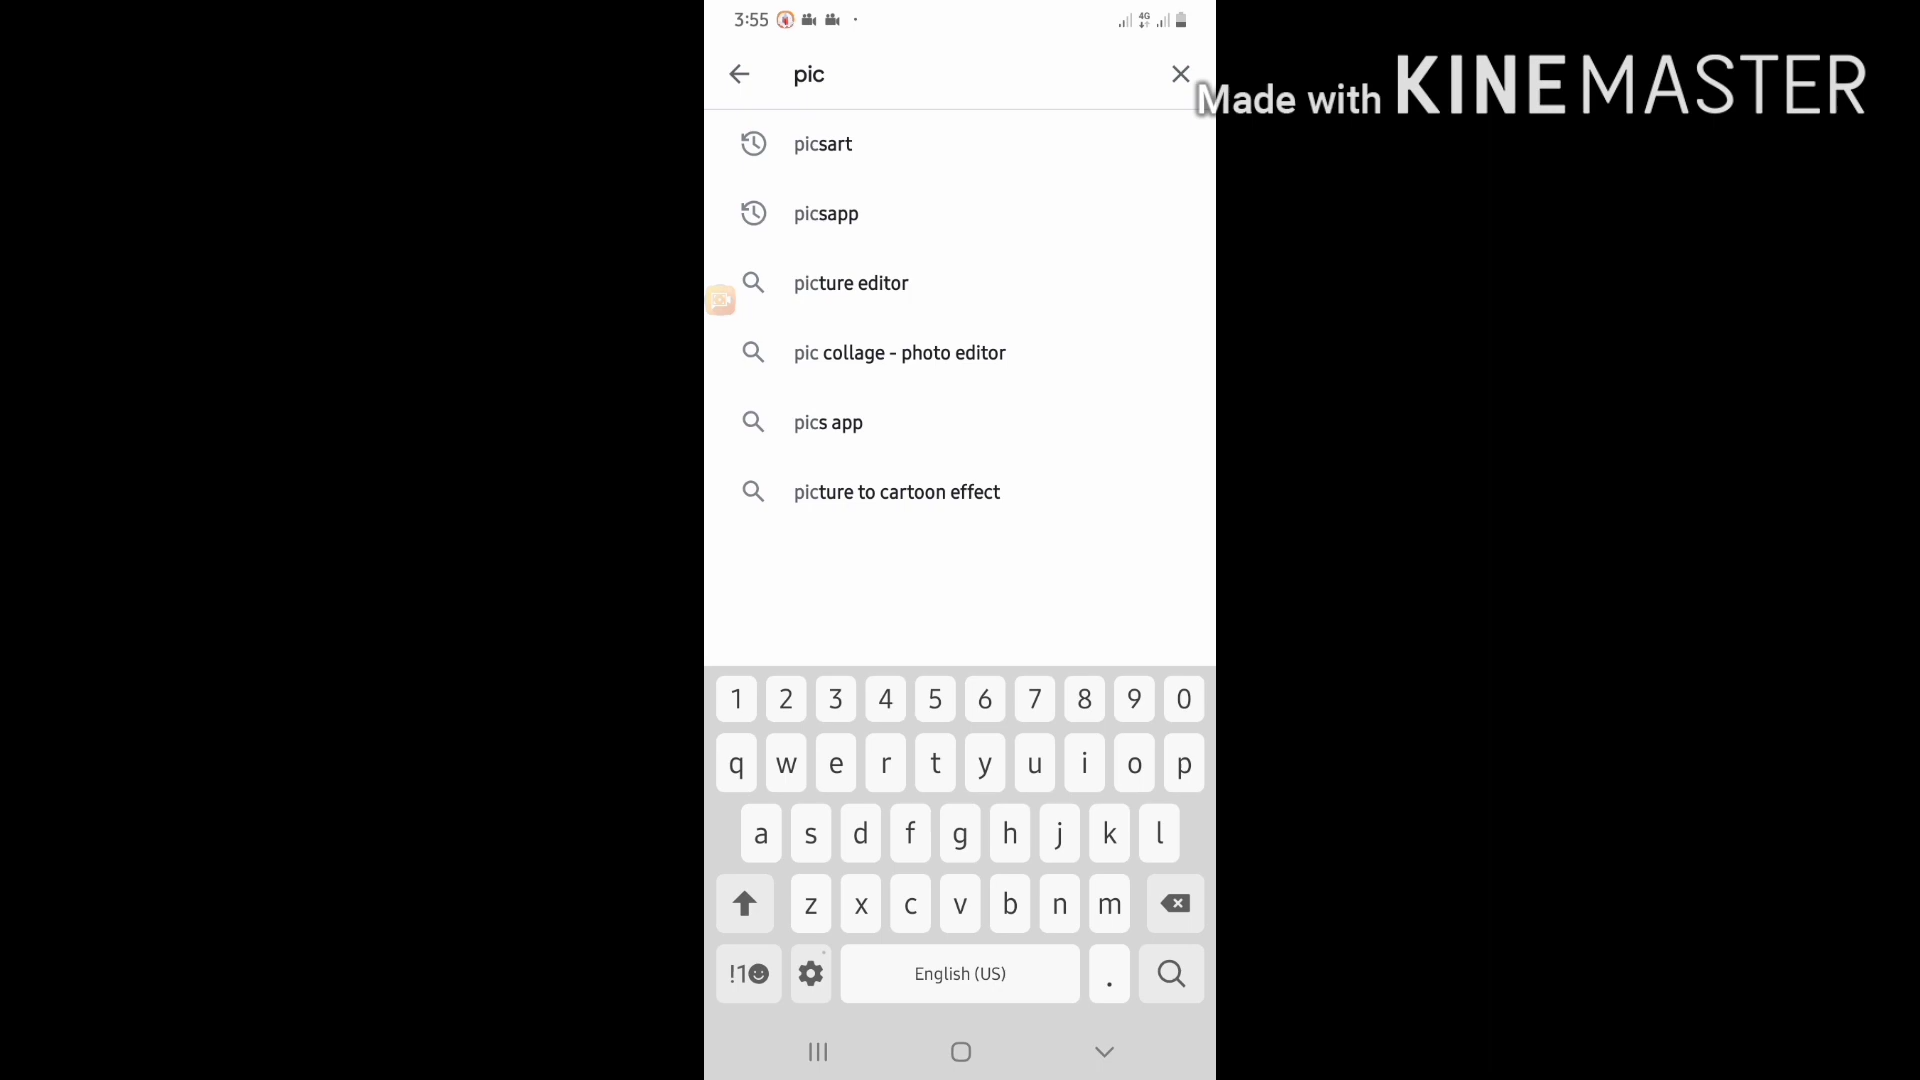 3:55
4G
pic
Made with KINEMASTER
picsart
picsapp
picture editor
pic collage - photo editor
pics app
picture to cartoon effect
1 2 3 4 5 6 7 8 9 0
q w e r t y u i o p
a s d f g h j k l
z x c v b n m
!1 English (US) .